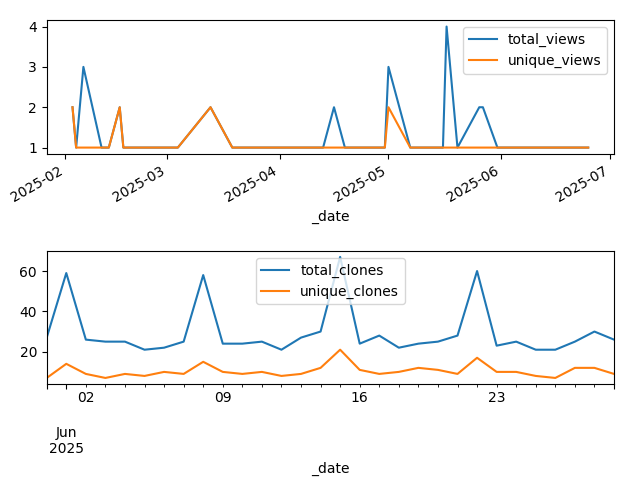 4
3
2
1
total_views
unique_views
2025-02
2025-03
2025-04
2025-05
2025-06
2025-07
_date
60
40
20
total_clones
unique_clones
02
09
16
23
Jun
2025
_date